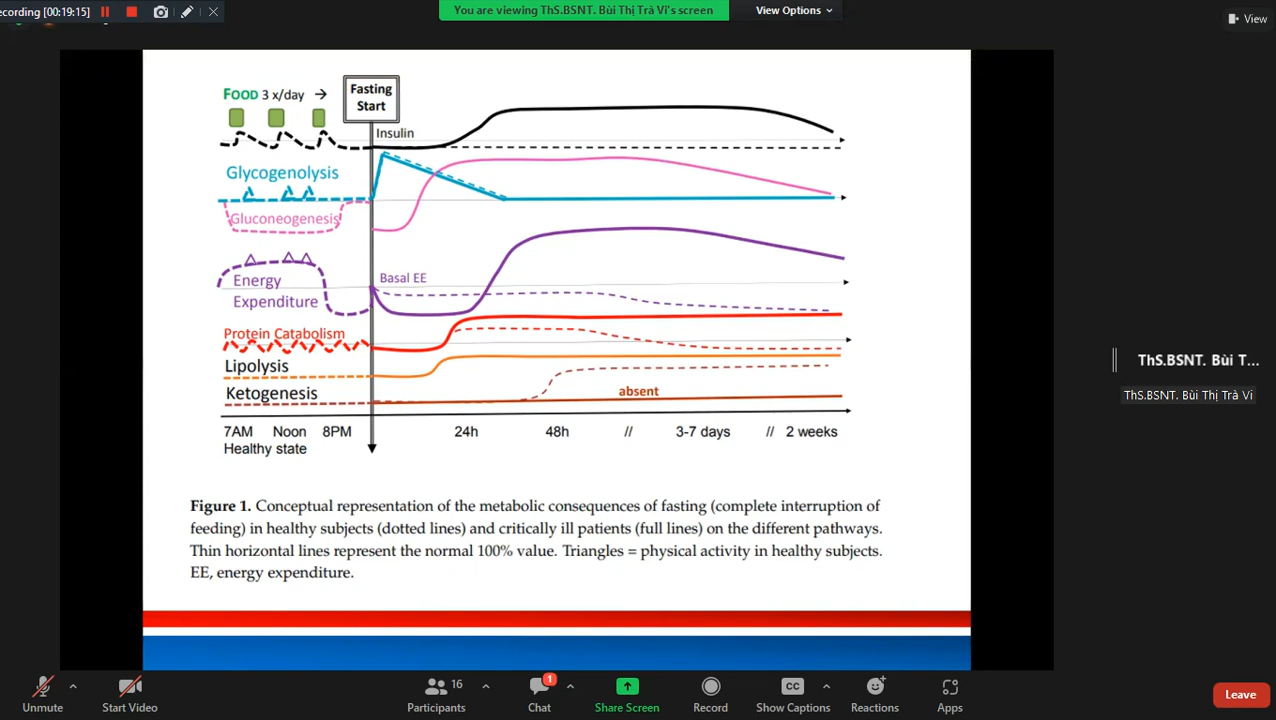 ecording [00:19:15]
You are viewing ThS.BSNT. Bùi Thị Trà Vi's screen
View Options
View
FOOD 3 x/day →
Fasting
Start
Insulin
Glycogenolysis
Gluconeogenesis
Basal EE
Energy
Expenditure
Protein Catabolism
Lipolysis
Ketogenesis
absent
7AM Noon 8PM 24h 48h // 3-7 days // 2 weeks
Healthy state
Figure 1. Conceptual representation of the metabolic consequences of fasting (complete interruption of
feeding) in healthy subjects (dotted lines) and critically ill patients (full lines) on the different pathways.
Thin horizontal lines represent the normal 100% value. Triangles = physical activity in healthy subjects.
EE, energy expenditure.
ThS.BSNT. Bùi T...
ThS.BSNT. Bùi Thị Trà Vi
16
1
CC
Unmute
Start Video
Participants
Chat
Share Screen
Record
Show Captions
Reactions
Apps
Leave